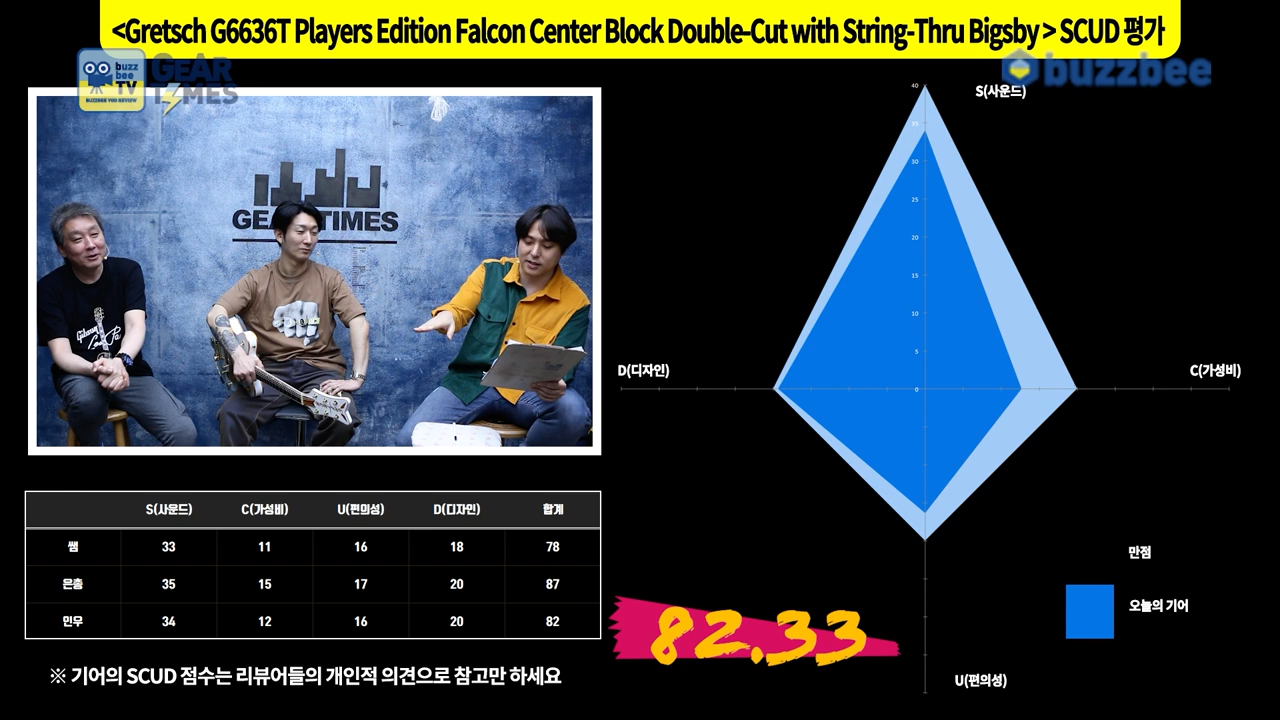 <Gretsch G6636T Players Edition Falcon Center Block Double-Cut with String-Thru Bigsby > SCUD 평가
buzz
bee
TV
BUZZBEE YOU REVIEW
GEAR
TIMES
buzzbee
GEAR TIMES
S(사운드)
40
35
30
25
20
15
10
5
0
D(디자인)
C(가성비)
U(편의성)
만점
오늘의 기어
S(사운드) C(가성비) U(편의성) D(디자인) 합계
쌤 33 11 16 18 78
은총 35 15 17 20 87
민우 34 12 16 20 82
82.33
※ 기어의 SCUD 점수는 리뷰어들의 개인적 의견으로 참고만 하세요